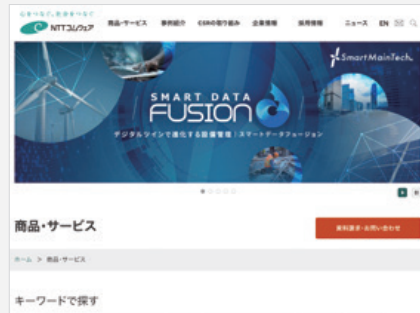 心をつなぐ、社会をつなぐ
NTTコムウェア
商品・サービス 事例紹介 CSRの取り組み 企業情報 採用情報 ニュース EN
SmartMainTech
SMART DATA
FUSION
デジタルツインで進化する設備管理｜スマートデータフュージョン
商品・サービス
資料請求・お問い合わせ
ホーム > 商品・サービス
キーワードで探す